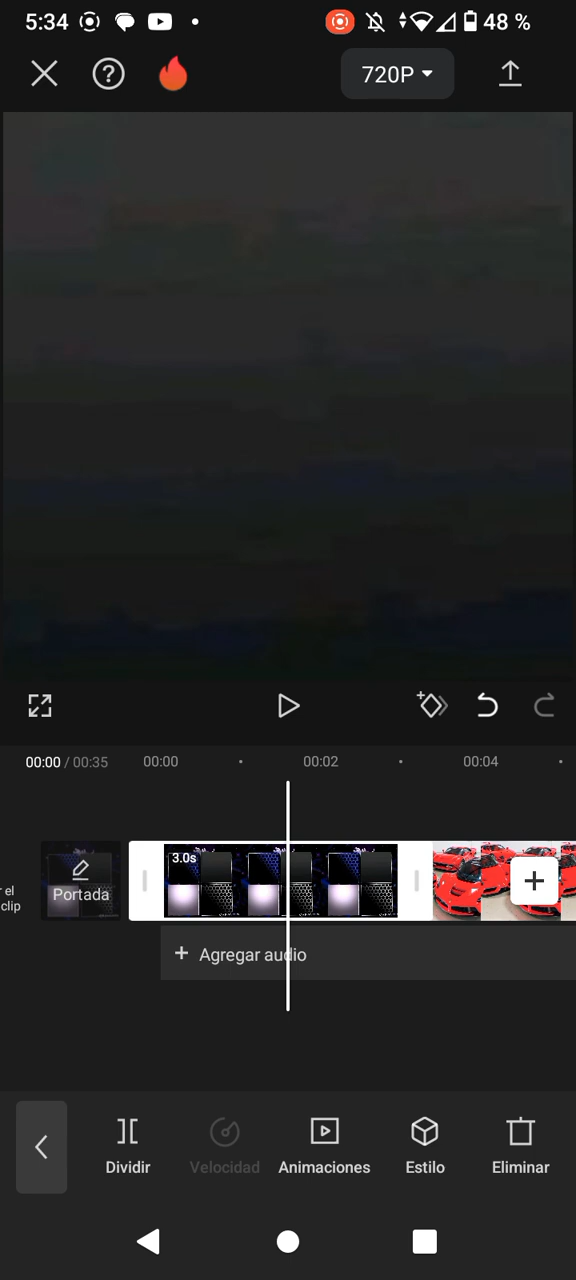 5:34
48 %
720P
00:00 / 00:35
00:00
00:02
00:04
3.0s
Portada
r el
clip
+ Agregar audio
Dividir
Velocidad
Animaciones
Estilo
Eliminar